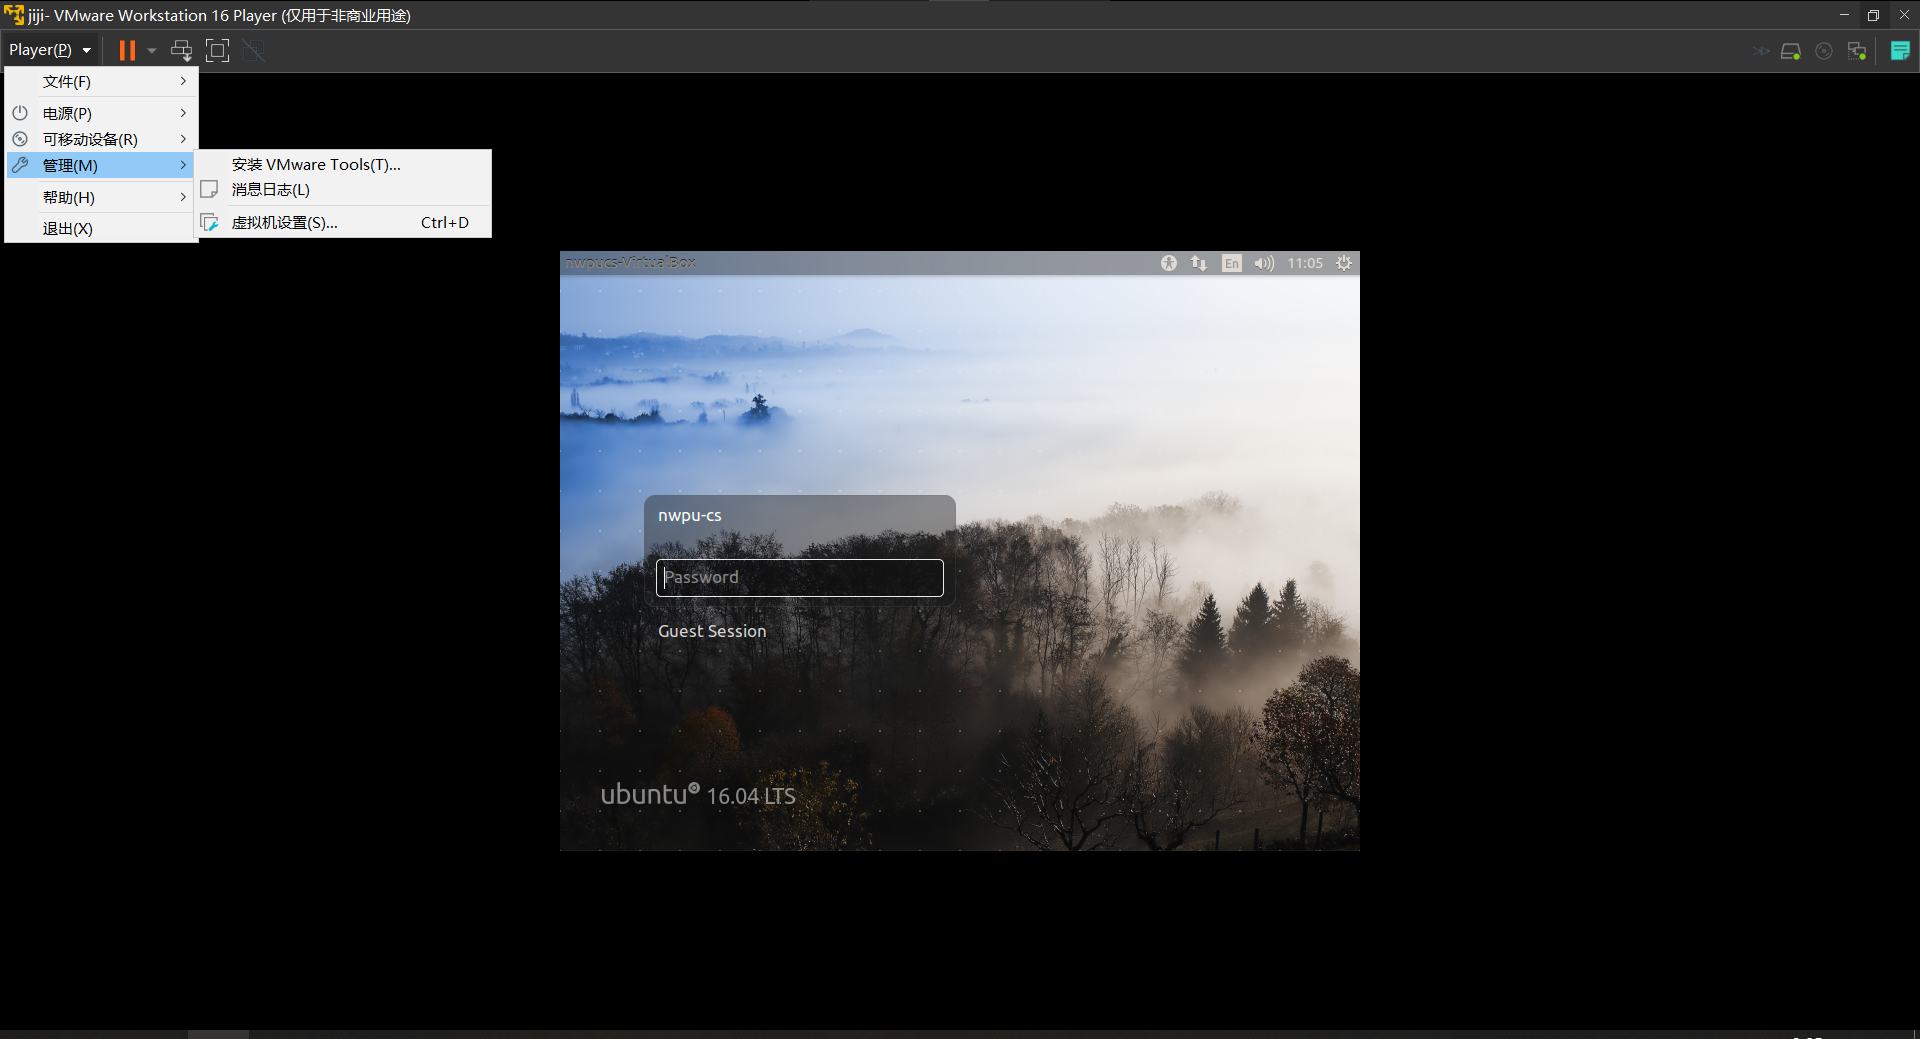 jiji- VMware Workstation 16 Player (仅用于非商业用途)
Player(P)
文件(F)
电源(P)
可移动设备(R)
管理(M)
帮助(H)
退出(X)
安装 VMware Tools(T)...
消息日志(L)
虚拟机设置(S)... Ctrl+D
nwpucs-VirtualBox
En 11:05
nwpu-cs
Password
Guest Session
ubuntu 16.04 LTS